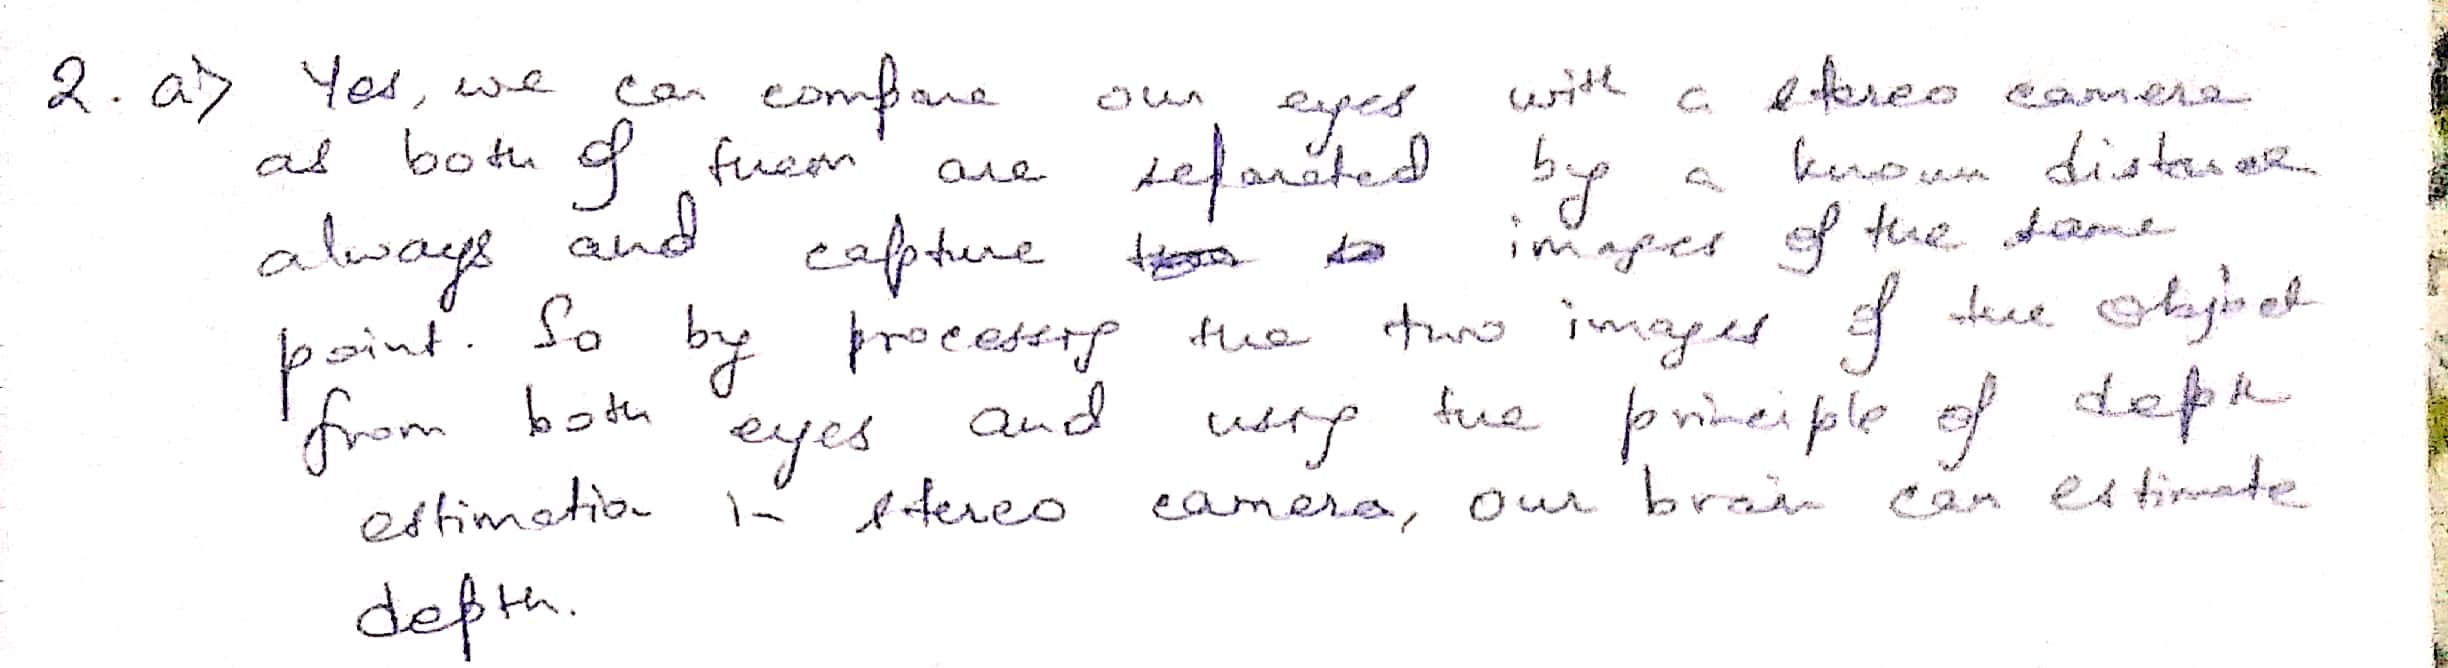 2. a) Yes, we can compare our eyes with a stereo camera
as both of them are separated by a known distance
always and capture images of the same
point. So by processing the two images of the object
from both eyes and using the principle of depth
estimation in stereo camera, our brain can estimate
depth.